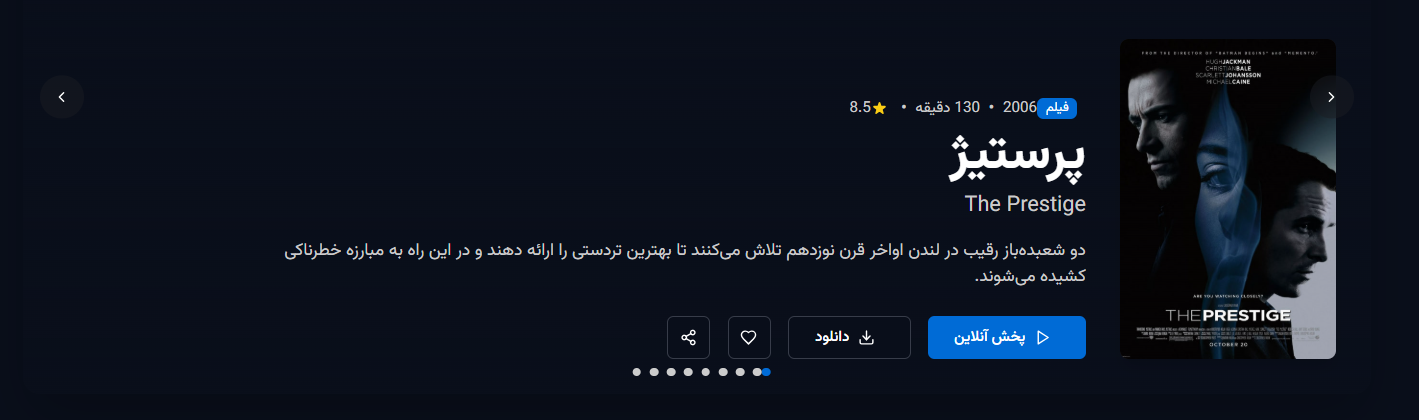 فیلم 2006 • 130 دقیقه • 8.5
پرستیژ
The Prestige
دو شعبده‌باز رقیب در لندن اواخر قرن نوزدهم تلاش می‌کنند تا بهترین تردستی را ارائه دهند و در این راه به مبارزه خطرناکی
کشیده می‌شوند.
پخش آنلاین
دانلود
FROM THE DIRECTOR OF "BATMAN BEGINS" AND "MEMENTO"
HUGH JACKMAN
CHRISTIAN BALE
SCARLETT JOHANSSON
MICHAEL CAINE
ARE YOU WATCHING CLOSELY?
THE PRESTIGE
OCTOBER 20